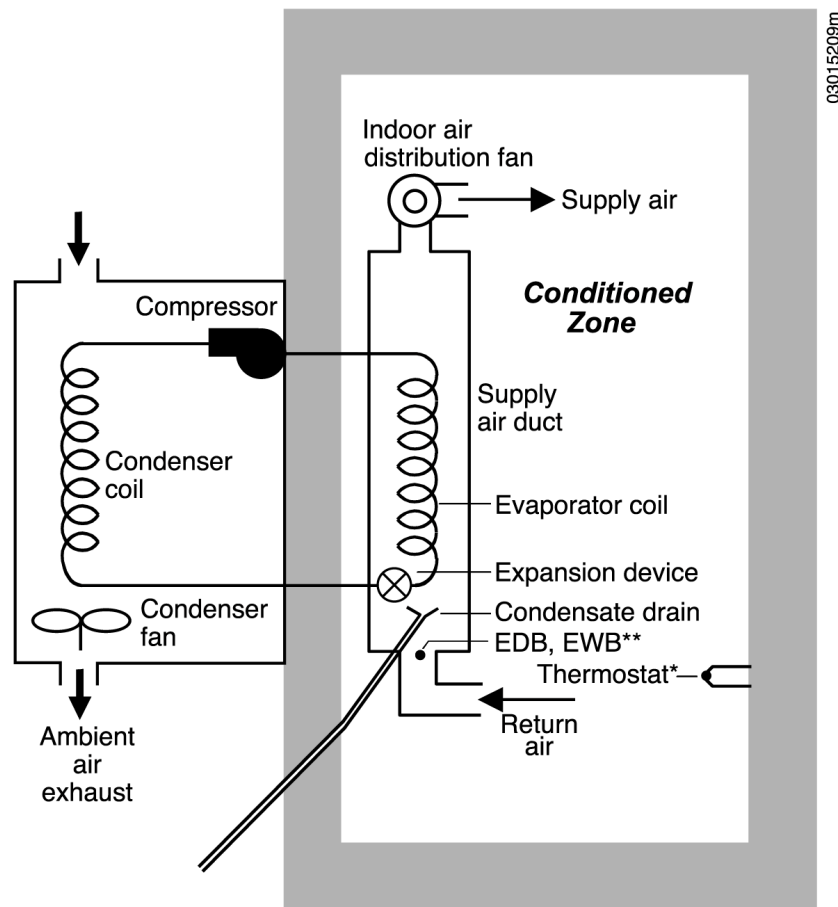 03015209m
Indoor air
distribution fan
Supply air
Conditioned
Zone
Compressor
Supply
air duct
Condenser
coil
Evaporator coil
Expansion device
Condenser
fan
Condensate drain
EDB, EWB**
Thermostat*
Return
air
Ambient
air
exhaust